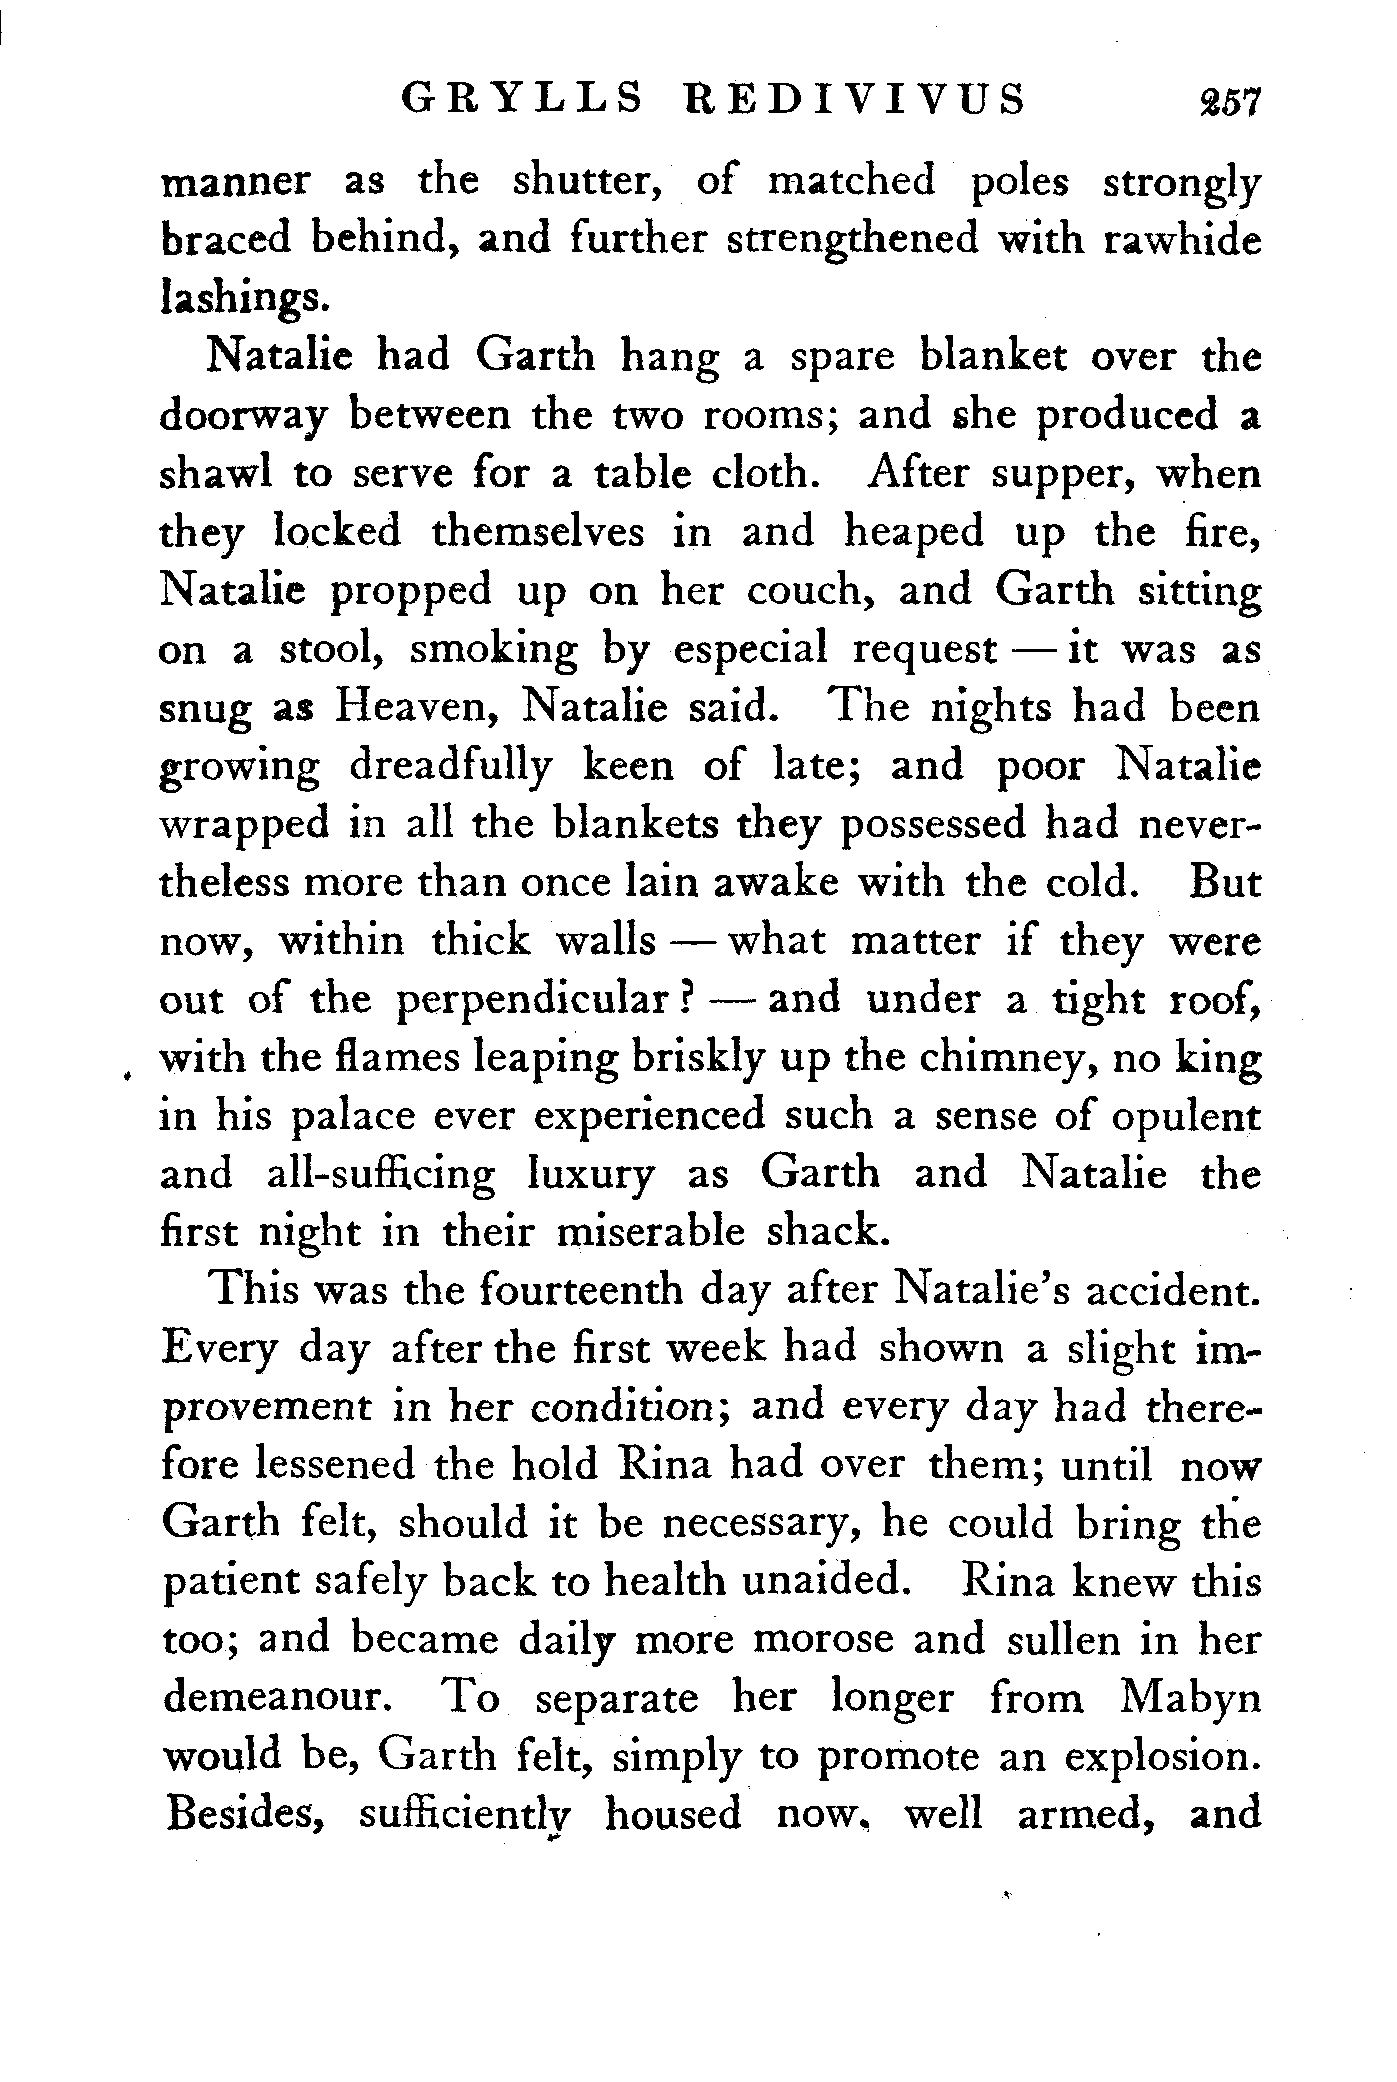 GRYLLS REDIVIVUS 257
manner as the shutter, of matched poles strongly
braced behind, and further strengthened with rawhide
lashings.
Natalie had Garth hang a spare blanket over the
doorway between the two rooms; and she produced a
shawl to serve for a table cloth. After supper, when
they locked themselves in and heaped up the fire,
Natalie propped up on her couch, and Garth sitting
on a stool, smoking by especial request — it was as
snug as Heaven, Natalie said. The nights had been
growing dreadfully keen of late; and poor Natalie
wrapped in all the blankets they possessed had never-
theless more than once lain awake with the cold. But
now, within thick walls — what matter if they were
out of the perpendicular? — and under a tight roof,
with the flames leaping briskly up the chimney, no king
in his palace ever experienced such a sense of opulent
and all-sufficing luxury as Garth and Natalie the
first night in their miserable shack.
This was the fourteenth day after Natalie's accident.
Every day after the first week had shown a slight im-
provement in her condition; and every day had there-
fore lessened the hold Rina had over them; until now
Garth felt, should it be necessary, he could bring the
patient safely back to health unaided. Rina knew this
too; and became daily more morose and sullen in her
demeanour. To separate her longer from Mabyn
would be, Garth felt, simply to promote an explosion.
Besides, sufficiently housed now, well armed, and